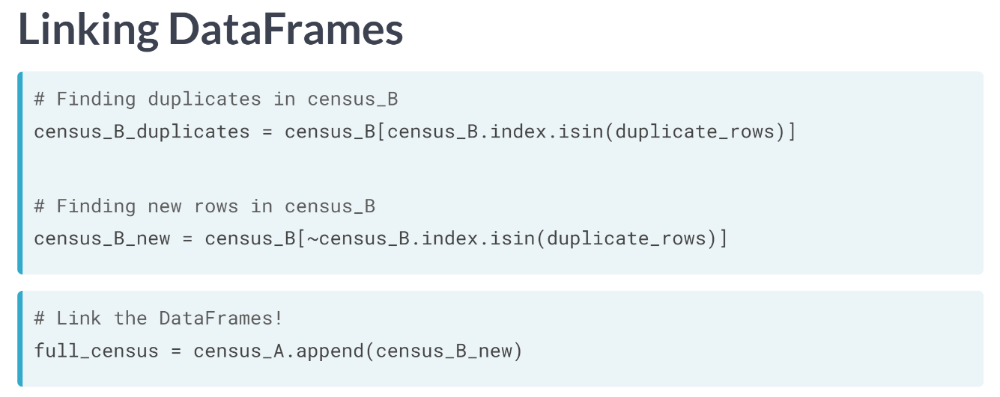 Linking DataFrames
# Finding duplicates in census_B
census_B_duplicates = census_B[census_B.index.isin(duplicate_rows)]
# Finding new rows in census_B
census_B_new = census_B[~census_B.index.isin(duplicate_rows)]
# Link the DataFrames!
full_census = census_A.append(census_B_new)